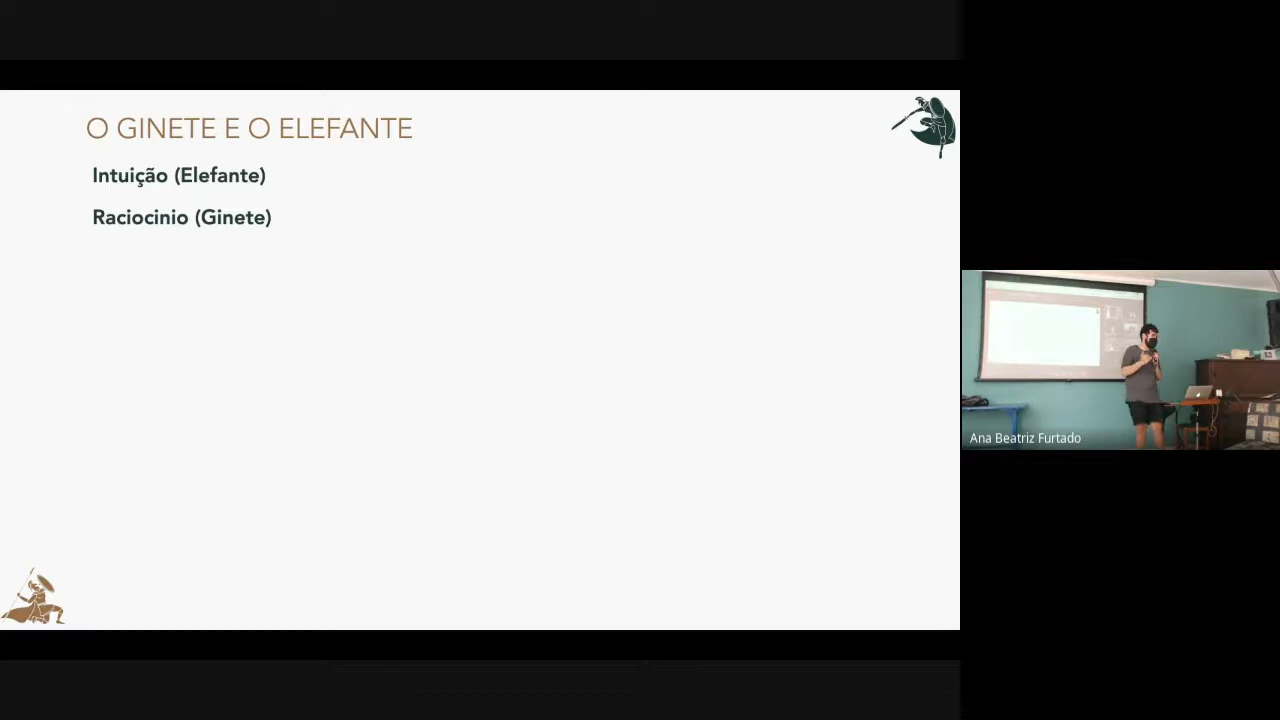 O GINETE E O ELEFANTE
Intuição (Elefante)
Raciocinio (Ginete)
Ana Beatriz Furtado